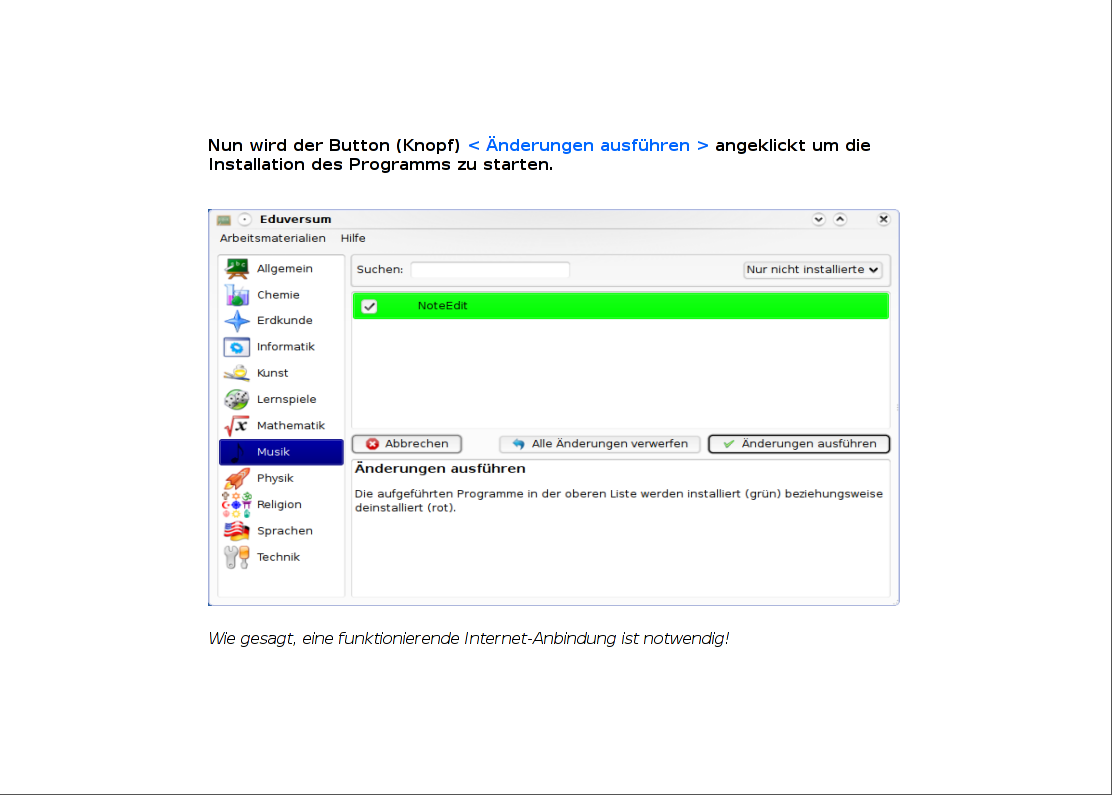 Nun wird der Button (Knopf) < Änderungen ausführen > angeklickt um die
Installation des Programms zu starten.
Eduversum
Arbeitsmaterialien Hilfe
Allgemein
Chemie
Erdkunde
Informatik
Kunst
Lernspiele
Mathematik
Musik
Physik
Religion
Sprachen
Technik
Suchen: Nur nicht installierte
NoteEdit
Abbrechen Alle Änderungen verwerfen Änderungen ausführen
Änderungen ausführen
Die aufgeführten Programme in der oberen Liste werden installiert (grün) beziehungsweise
deinstalliert (rot).
Wie gesagt, eine funktionierende Internet-Anbindung ist notwendig!